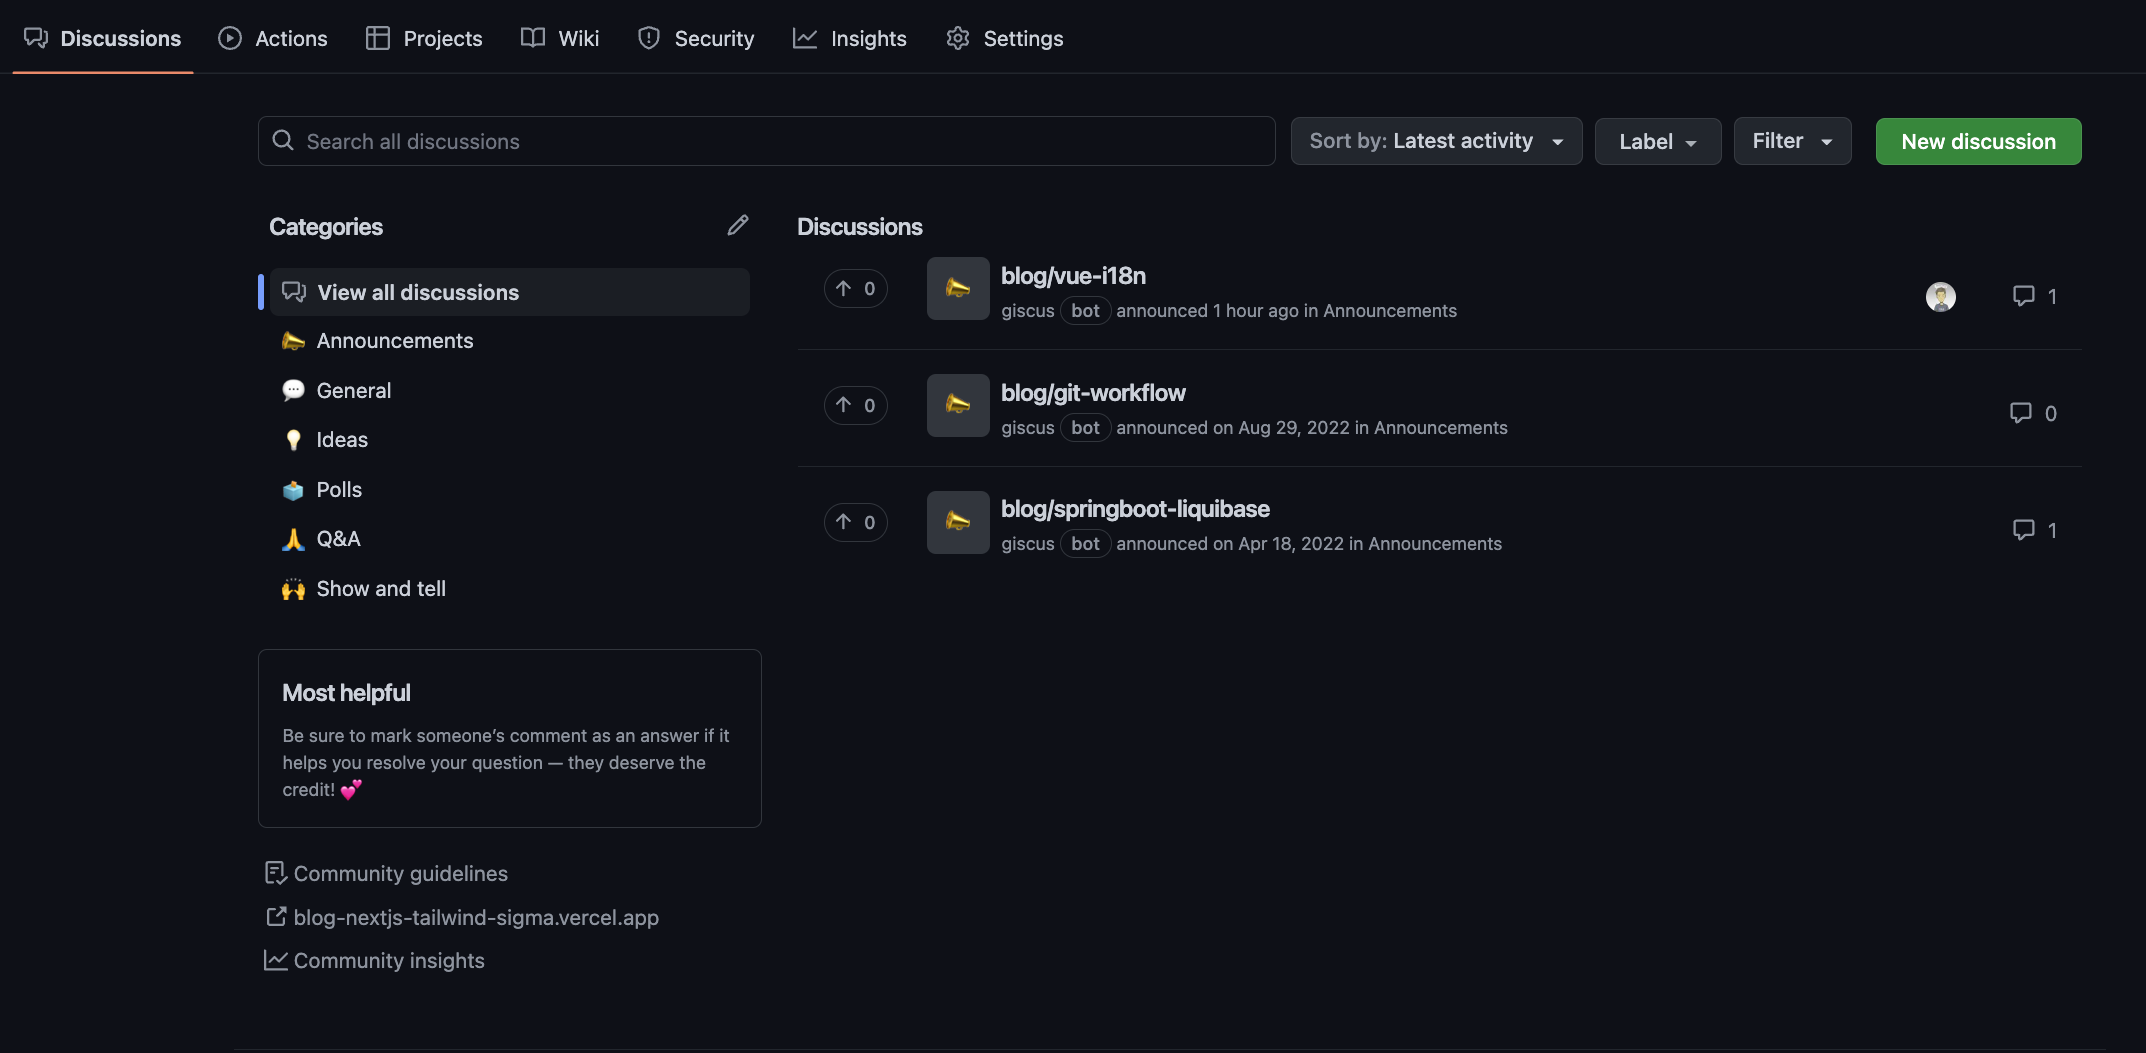 Discussions Actions Projects Wiki Security Insights Settings
Search all discussions Sort by: Latest activity Label Filter New discussion
Categories
View all discussions
Announcements
General
Ideas
Polls
Q&A
Show and tell
Most helpful
Be sure to mark someone’s comment as an answer if it
helps you resolve your question — they deserve the
credit! 💕
Community guidelines
blog-nextjs-tailwind-sigma.vercel.app
Community insights
Discussions
0 blog/vue-i18n
giscus bot announced 1 hour ago in Announcements 1
0 blog/git-workflow
giscus bot announced on Aug 29, 2022 in Announcements 0
0 blog/springboot-liquibase
giscus bot announced on Apr 18, 2022 in Announcements 1